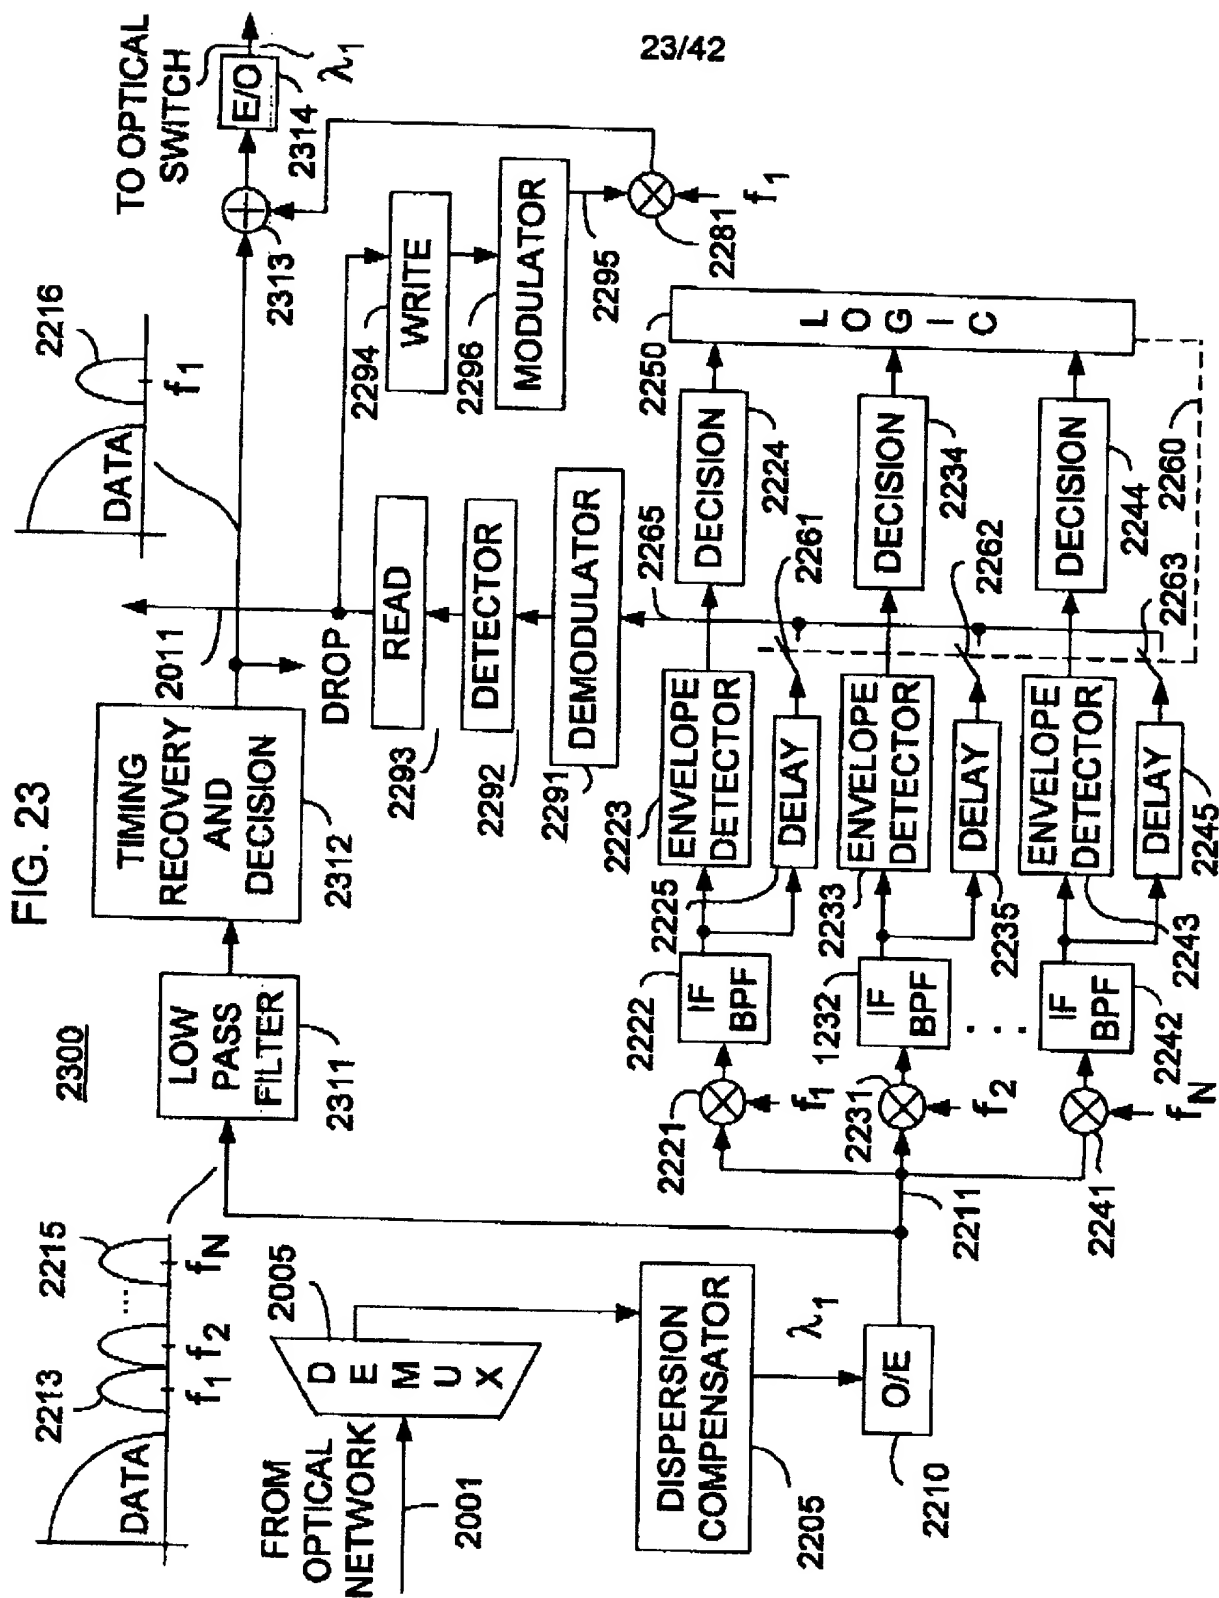 23/42
FIG. 23
2300
DATA
2213
2215
f1
f2
...
fN
FROM
OPTICAL
NETWORK
2001
DEMUX
2005
DISPERSION
COMPENSATOR
2205
λ1
O/E
2210
2211
LOW
PASS
FILTER
2311
TIMING
RECOVERY
AND
DECISION
2312
2011
DROP
DATA
2216
f1
2313
TO OPTICAL
SWITCH
E/O
2314
λ1
READ
2293
DETECTOR
2292
DEMODULATOR
2291
2294
WRITE
2296
MODULATOR
2295
2281
f1
2221
f1
2222
IF
BPF
2225
2223
ENVELOPE
DETECTOR
DELAY
2265
2261
DECISION
2224
2250
LOGIC
2231
f2
1232
IF
BPF
2233
ENVELOPE
DETECTOR
DELAY
2235
2262
DECISION
2234
. . .
2241
fN
IF
BPF
2242
2243
ENVELOPE
DETECTOR
DELAY
2245
2263
DECISION
2244
2260